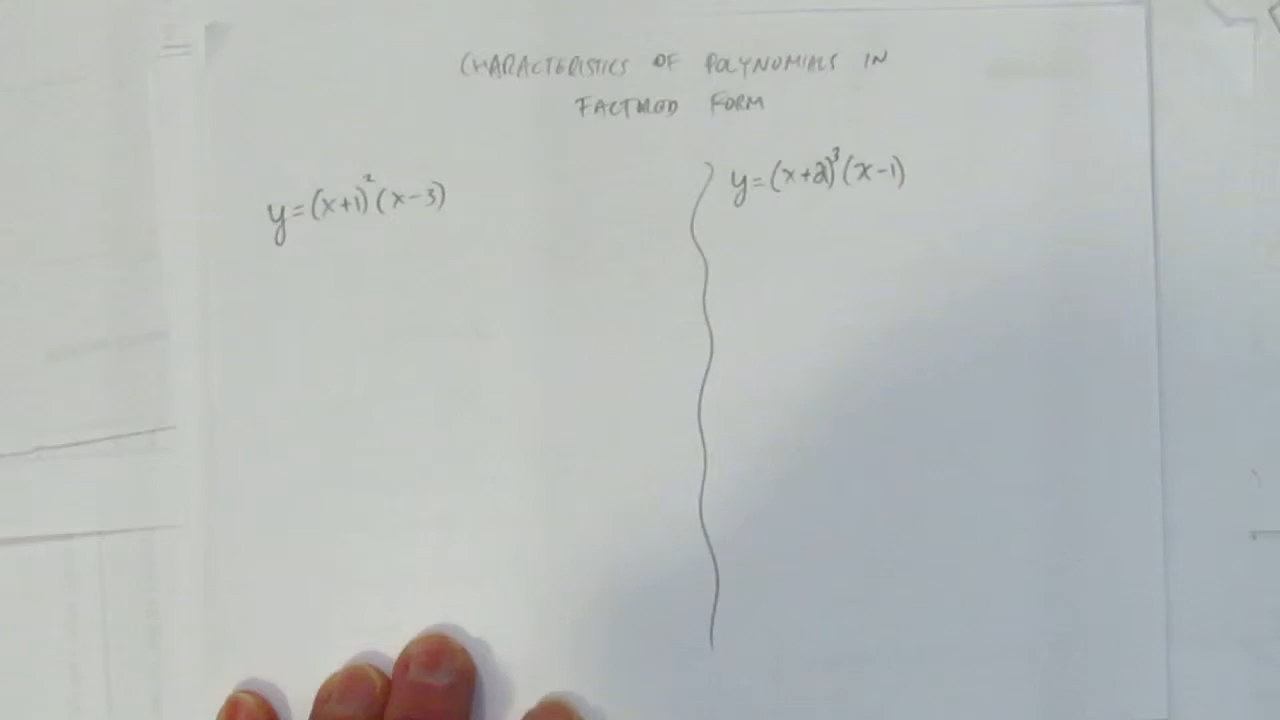 CHARACTERISTICS OF POLYNOMIALS IN
FACTORED FORM
y=(x+1)²(x-3)
y=(x+2)³(x-1)